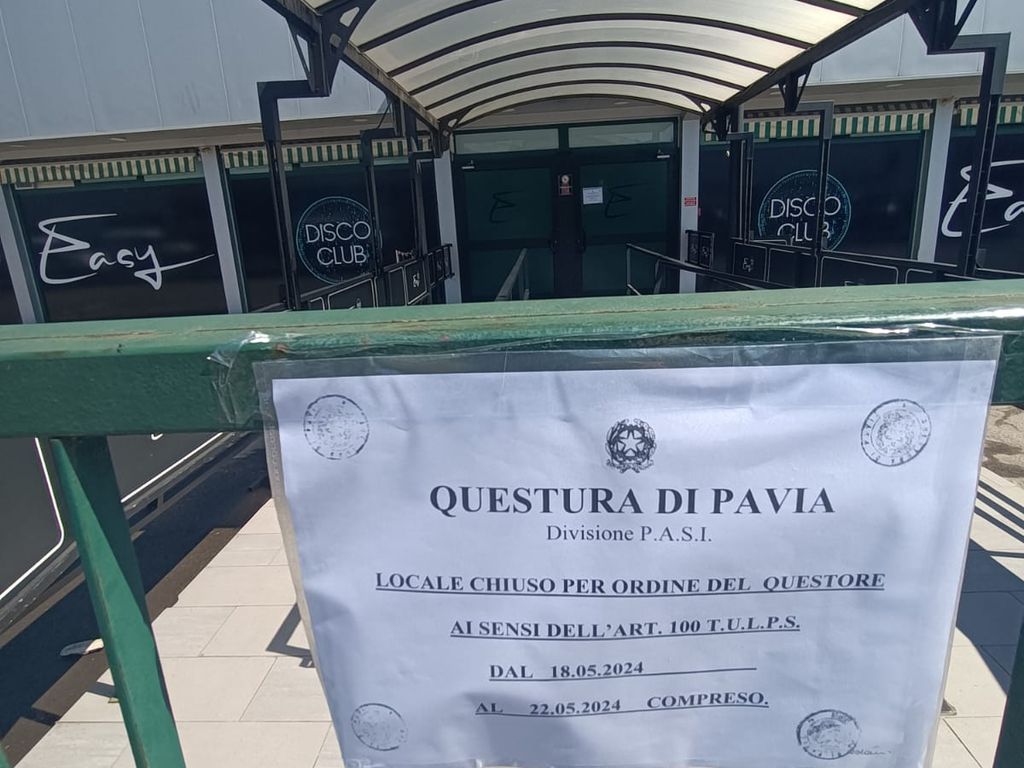 Easy
DISCO
CLUB
DISCO
CLUB
QUESTURA DI PAVIA
Divisione P.A.S.I.
LOCALE CHIUSO PER ORDINE DEL QUESTORE
AI SENSI DELL'ART. 100 T.U.L.P.S.
DAL 18.05.2024
AL 22.05.2024 COMPRESO.